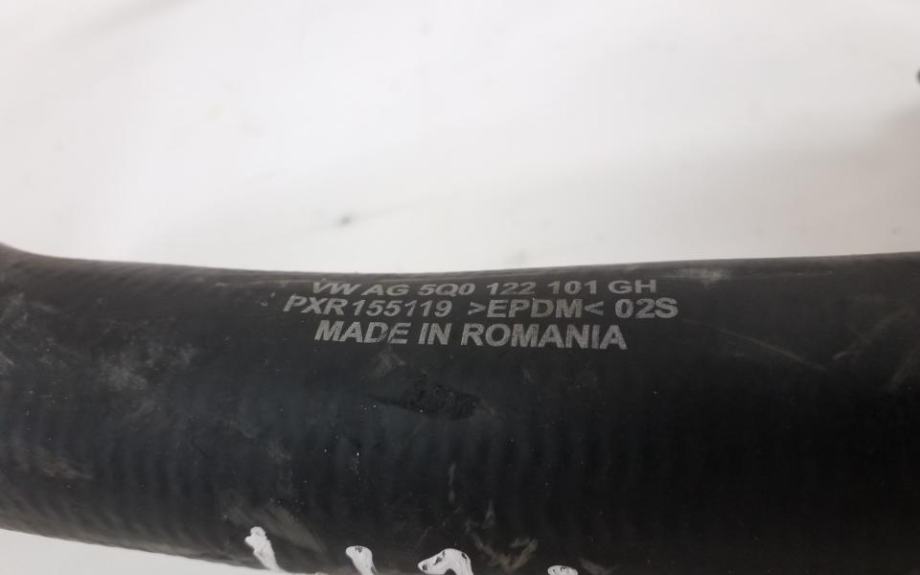 VW AG 5Q0 122 101 GH
PXR155119 >EPDM< 02S
MADE IN ROMANIA